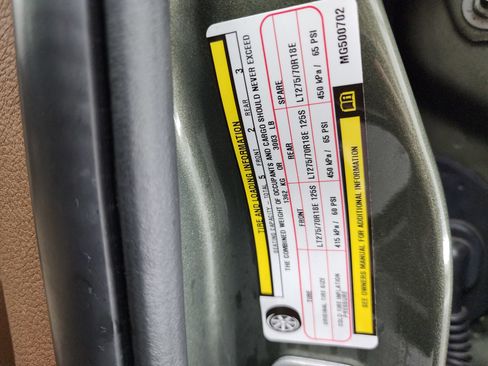 TIRE AND LOADING INFORMATION
SEATING CAPACITY - TOTAL 5 FRONT 2 REAR 3
THE COMBINED WEIGHT OF OCCUPANTS AND CARGO SHOULD NEVER EXCEED
1362 KG OR 3003 LB
TIRE FRONT REAR SPARE
ORIGINAL TIRE SIZE LT275/70R18E 125S LT275/70R18E 125S LT275/70R18E
COLD TIRE INFLATION PRESSURE 415 kPa / 60 PSI 450 kPa / 65 PSI 450 kPa / 65 PSI
SEE OWNERS MANUAL FOR ADDITIONAL INFORMATION
MG500702